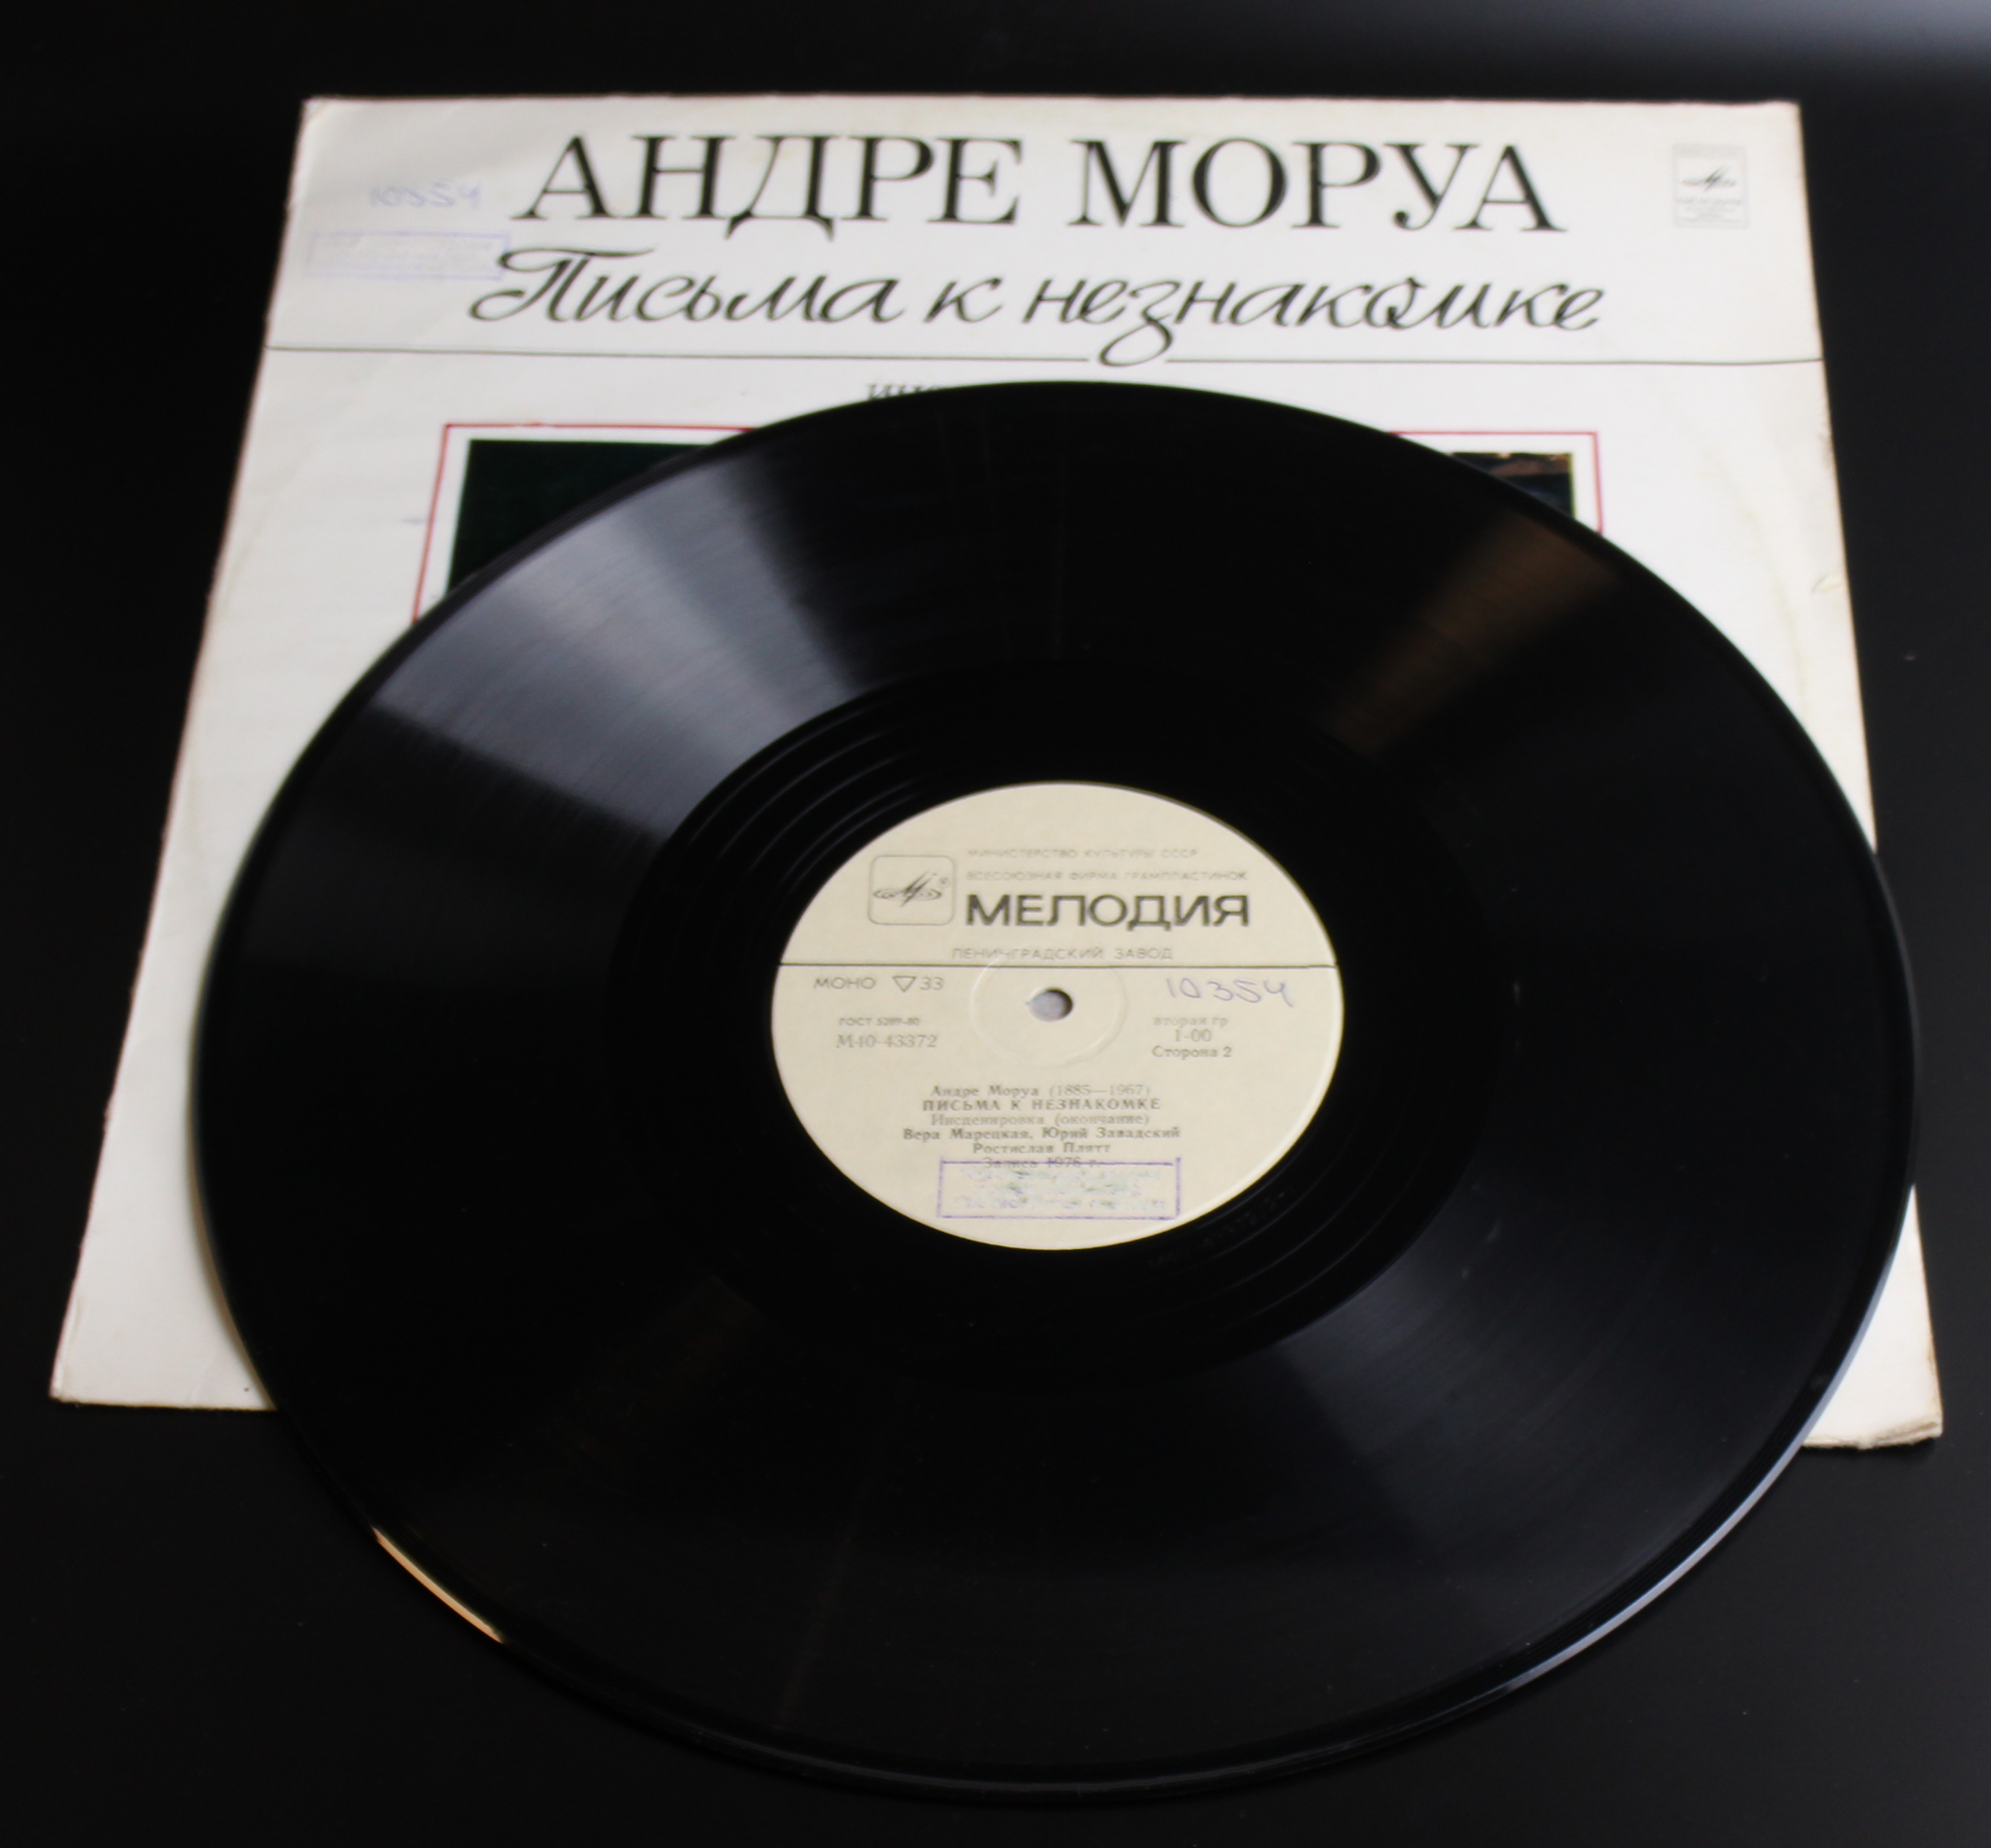 АНДРЕ МОРУА
10354
Письма к незнакомке
МИНИСТЕРСТВО КУЛЬТУРЫ СССР
ВСЕСОЮЗНАЯ ФИРМА ГРАМПЛАСТИНОК
МЕЛОДИЯ
ЛЕНИНГРАДСКИЙ ЗАВОД
МОНО ▽33
10354
ГОСТ 5289-80
М40-43372
вторая гр
1-00
Сторона 2
Андре Моруа (1885—1967)
ПИСЬМА К НЕЗНАКОМКЕ
Инсценировка (окончание)
Вера Марецкая, Юрий Завадский
Ростислав Плятт
Запись 1976 г.